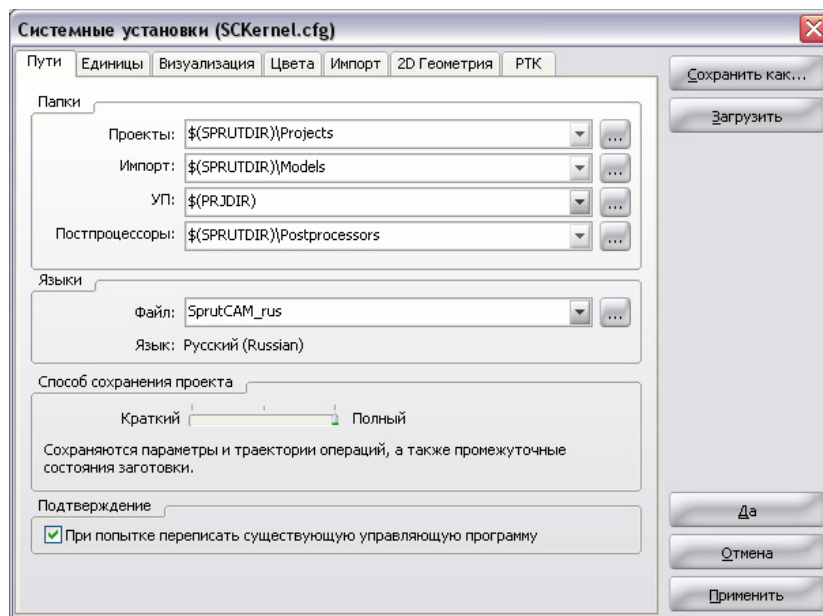 Системные установки (SCKernel.cfg)
Пути Единицы Визуализация Цвета Импорт 2D Геометрия РТК
Сохранить как...
Загрузить
Папки
Проекты: $(SPRUTDIR)\Projects ...
Импорт: $(SPRUTDIR)\Models ...
УП: $(PRJDIR) ...
Постпроцессоры: $(SPRUTDIR)\Postprocessors ...
Языки
Файл: SprutCAM_rus ...
Язык: Русский (Russian)
Способ сохранения проекта
Краткий Полный
Сохраняются параметры и траектории операций, а также промежуточные
состояния заготовки.
Подтверждение
При попытке переписать существующую управляющую программу
Да
Отмена
Применить